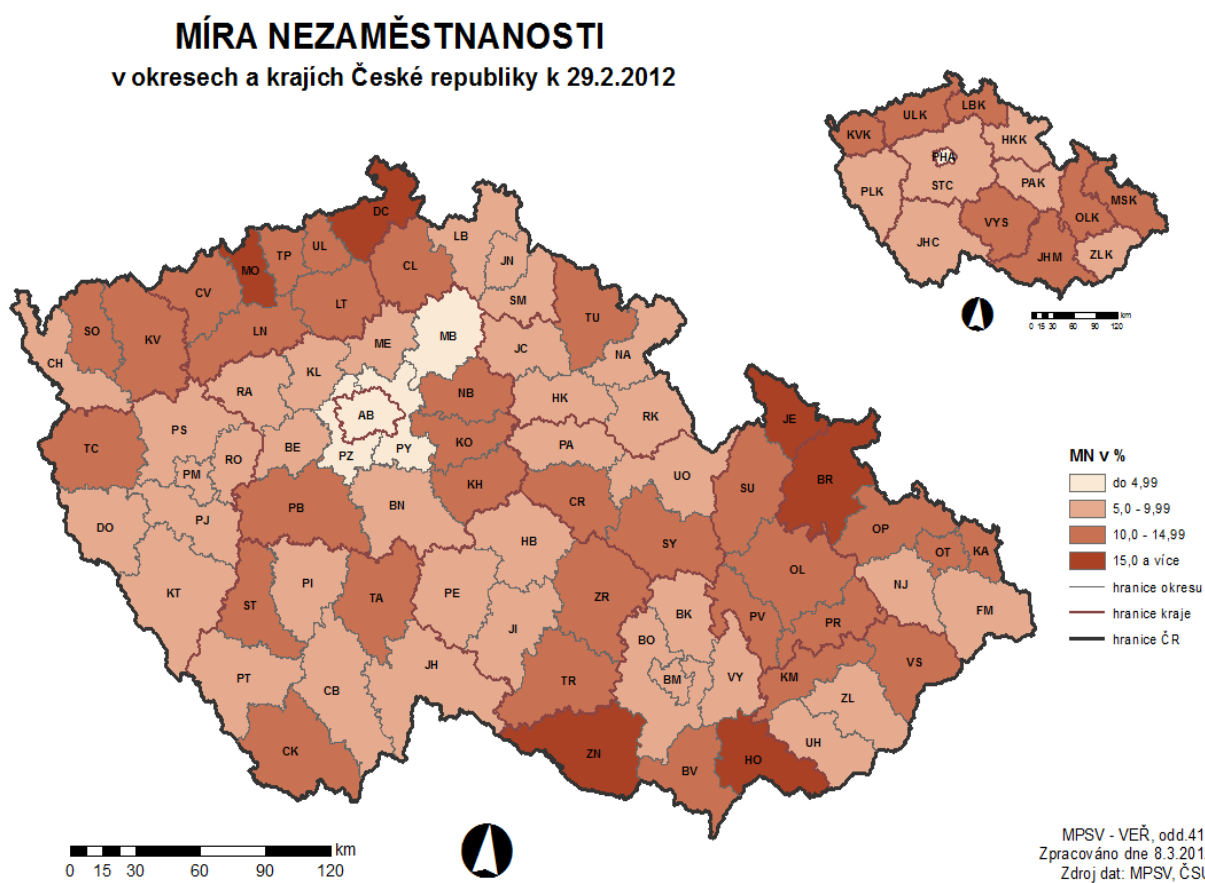 MÍRA NEZAMĚSTNANOSTI
v okresech a krajích České republiky k 29.2.2012
LBK
ULK
KVK
HKK
PHA
PLK
STC
PAK
MSK
OLK
VYS
JHC
JHM
ZLK
km
0 15 30 60 90 120
DC
LB
UL
TP
MO
CL
JN
CV
SM
LT
TU
SO
KV
LN
MB
ME
JC
NA
CH
KL
RA
NB
HK
AB
RK
JE
PS
TC
BE
KO
PA
PZ
PY
RO
PM
UO
BR
SU
KH
PB
BN
CR
PJ
DO
OP
HB
SY
OT
KA
OL
KT
PI
ST
TA
PE
ZR
NJ
JI
BK
PV
PR
FM
BO
JH
VS
PT
TR
BM
VY
KM
CB
ZL
UH
CK
ZN
BV
HO
MN v %
do 4,99
5,0 - 9,99
10,0 - 14,99
15,0 a více
hranice okresu
hranice kraje
hranice ČR
km
0 15 30 60 90 120
MPSV - VEŘ, odd.41
Zpracováno dne 8.3.201
Zdroj dat: MPSV, ČS